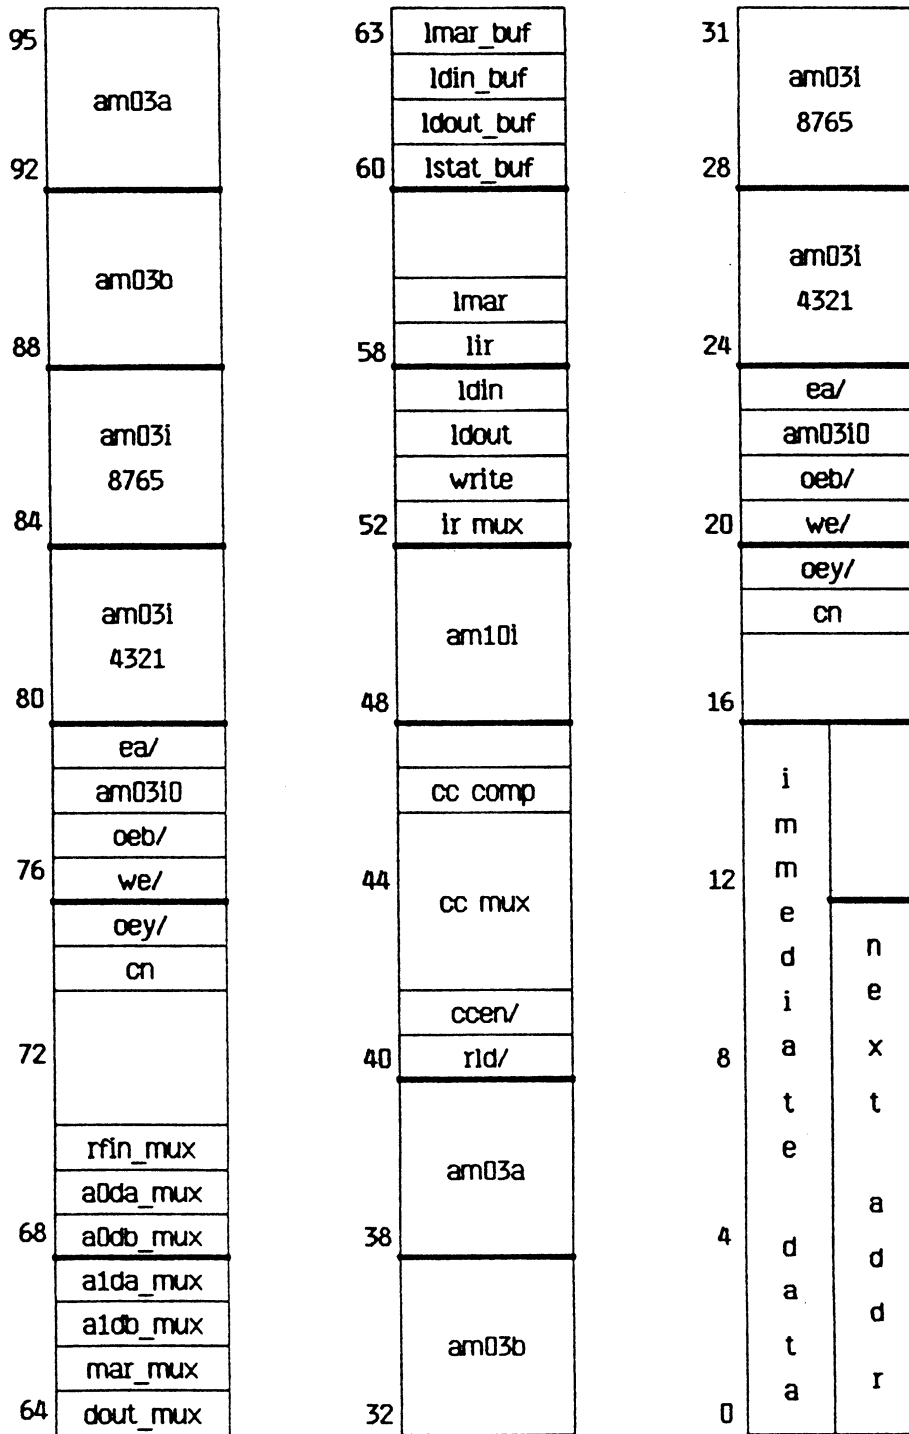 95
am03a
92
am03b
88
am03i
8765
84
am03i
4321
80
ea/
am03i0
oeb/
76
we/
oey/
cn
72
rfin_mux
a0da_mux
68
a0db_mux
a1da_mux
a1db_mux
mar_mux
64
dout_mux
63
lmar_buf
ldin_buf
ldout_buf
60
lstat_buf
lmar
58
lir
ldin
ldout
write
52
ir mux
am10i
48
cc comp
44
cc mux
ccen/
40
rld/
am03a
38
am03b
32
31
am03i
8765
28
am03i
4321
24
ea/
am03i0
oeb/
20
we/
oey/
cn
16
12
8
4
0
immediate data
next addr